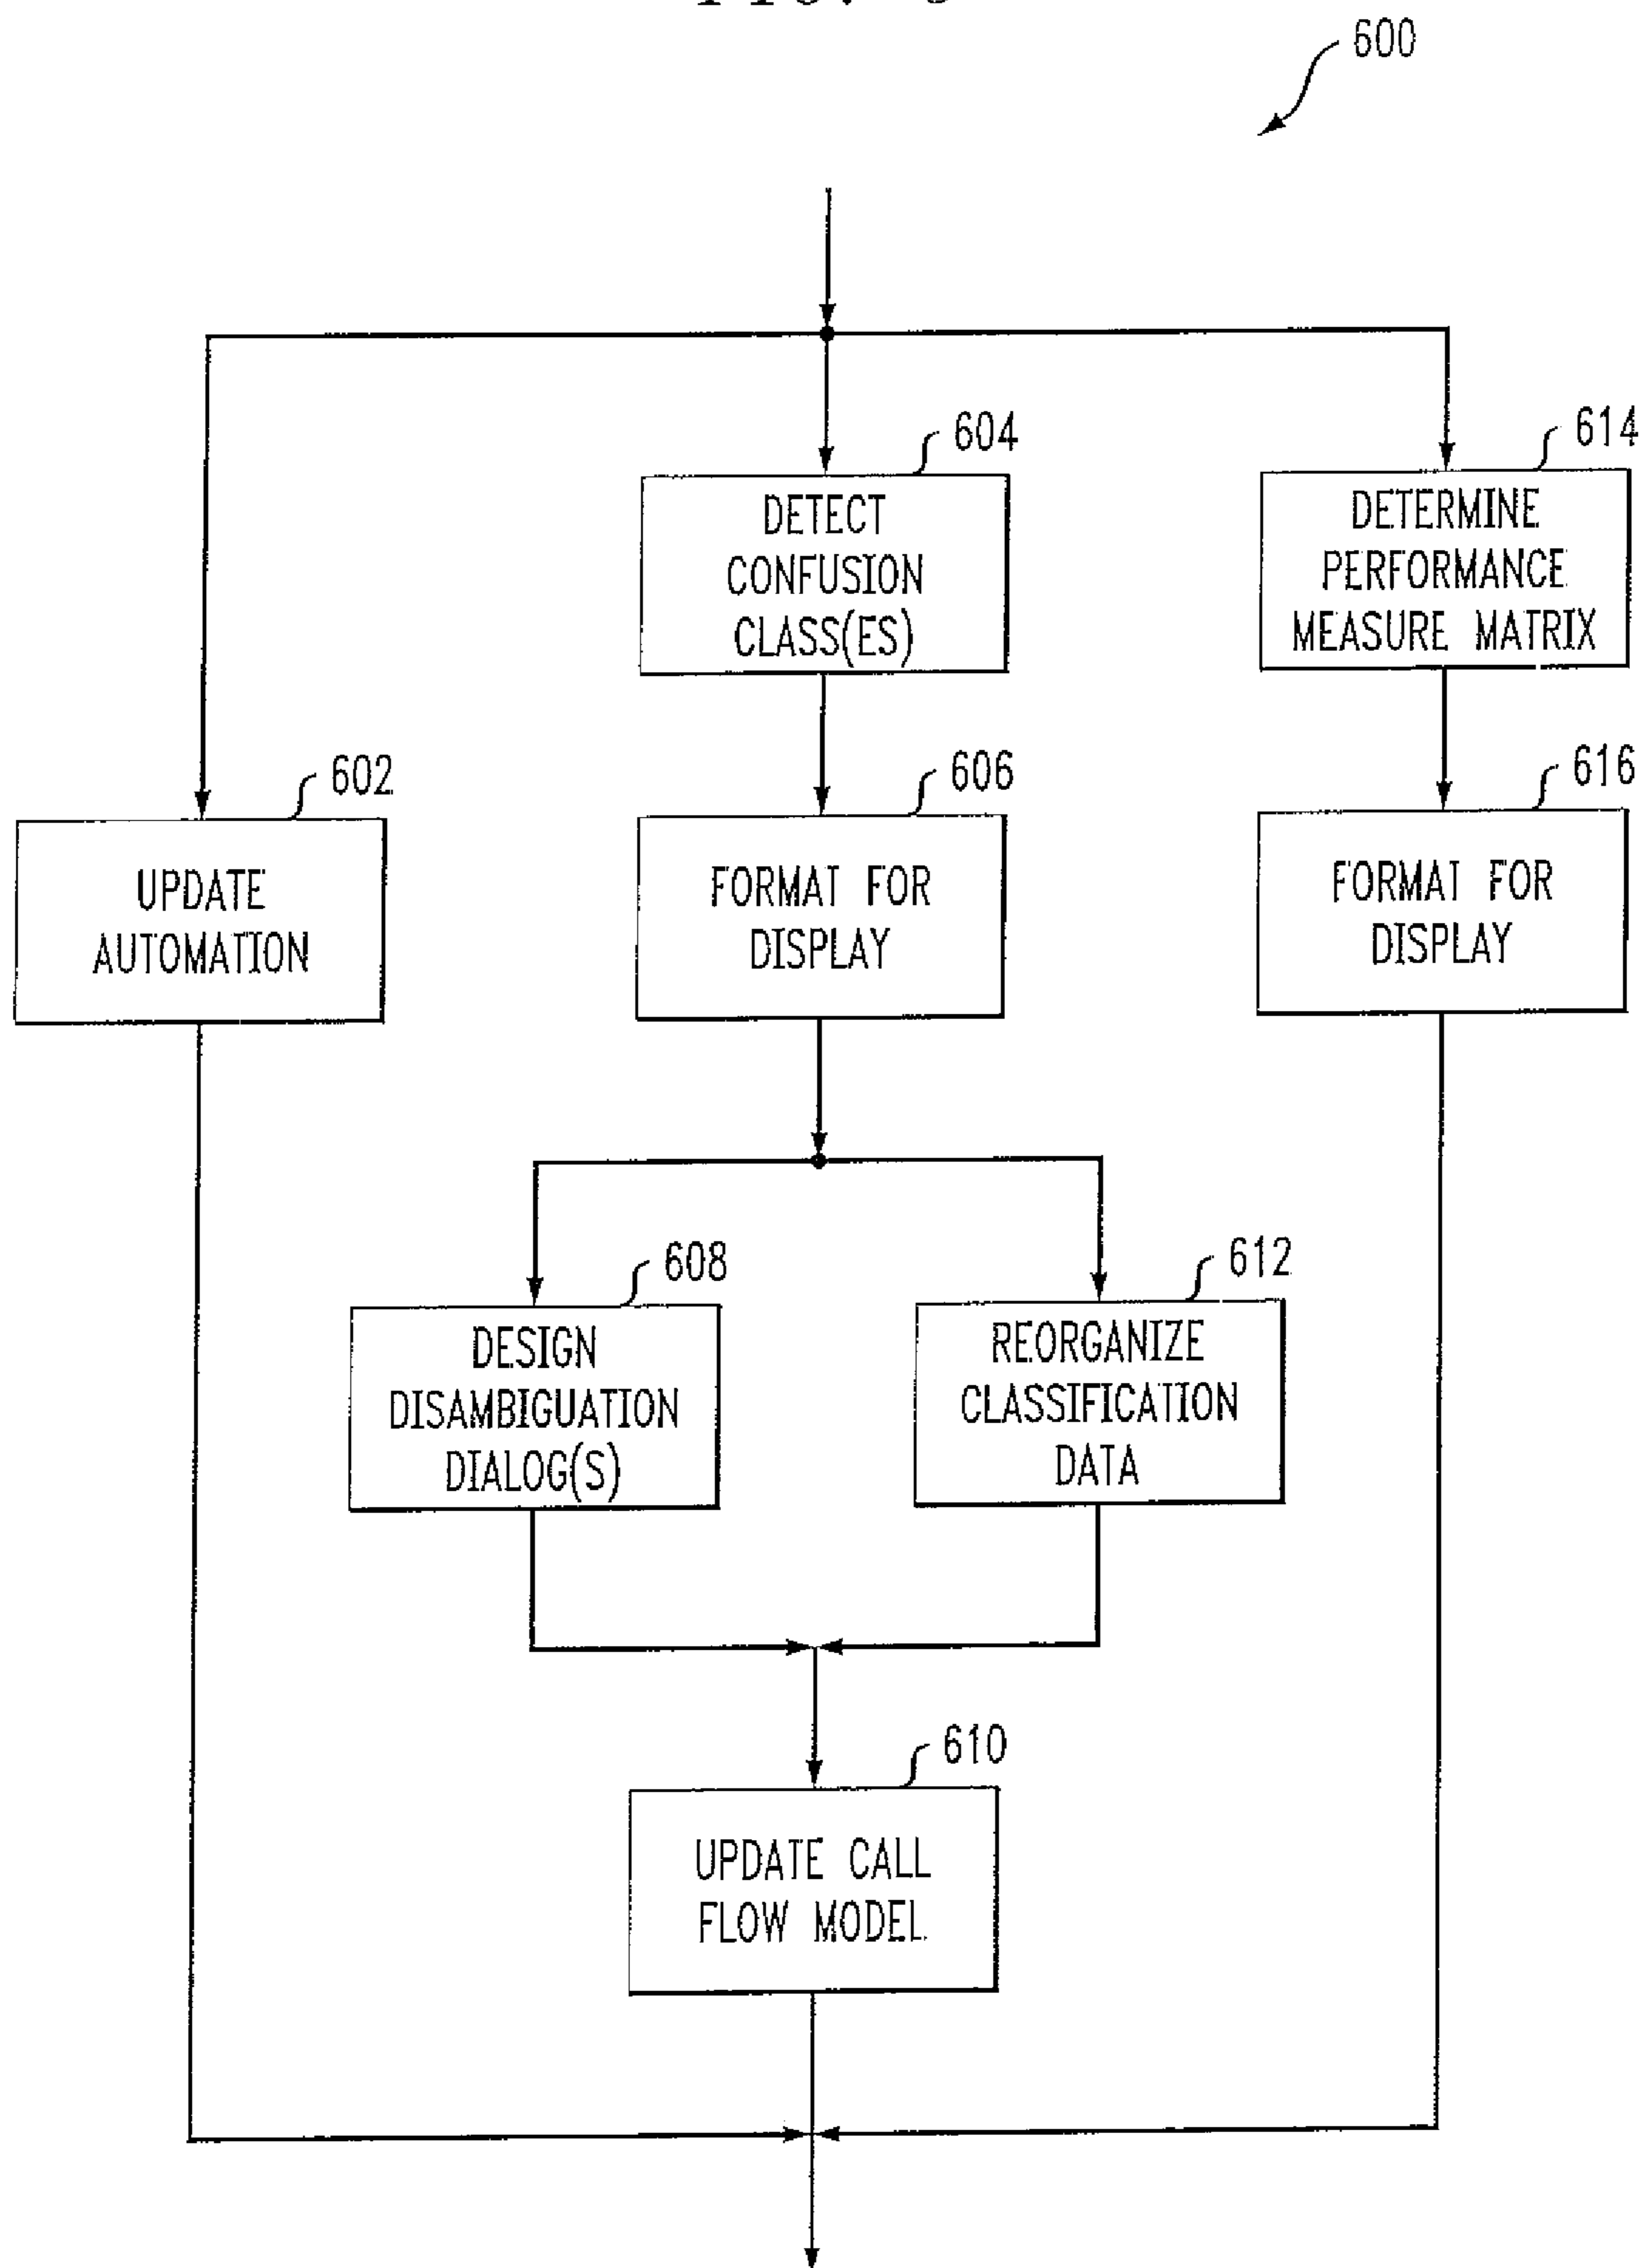 600
604
DETECT
CONFUSION
CLASS(ES)
614
DETERMINE
PERFORMANCE
MEASURE MATRIX
602
UPDATE
AUTOMATION
606
FORMAT FOR
DISPLAY
616
FORMAT FOR
DISPLAY
608
DESIGN
DISAMBIGUATION
DIALOG(S)
612
REORGANIZE
CLASSIFICATION
DATA
610
UPDATE CALL
FLOW MODEL